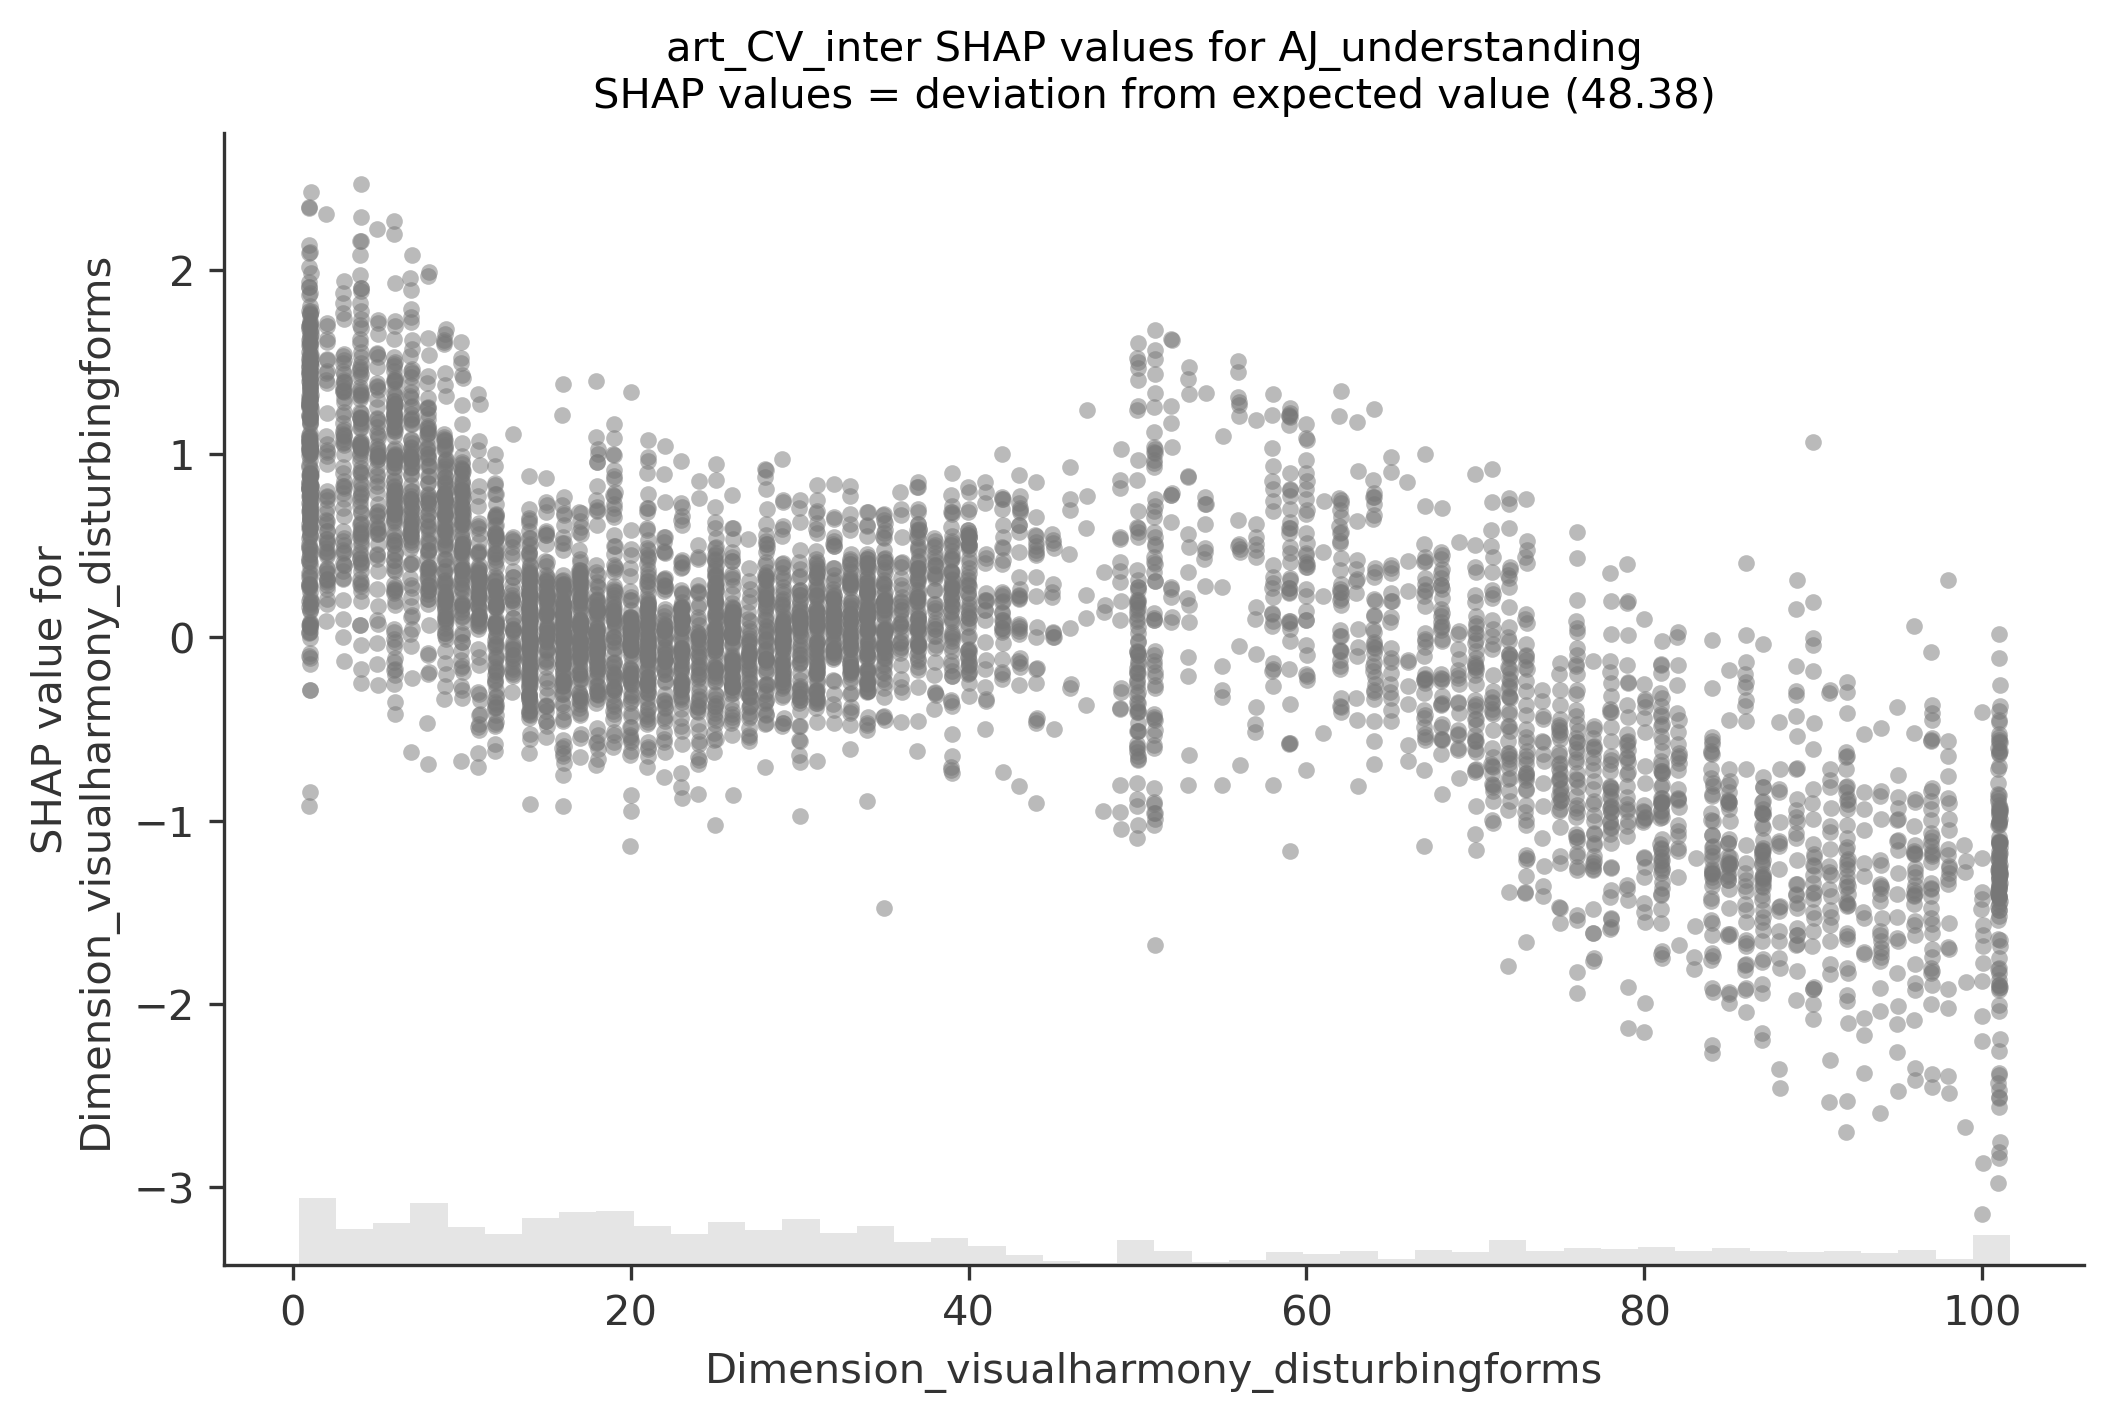 art_CV_inter SHAP values for AJ_understanding
SHAP values = deviation from expected value (48.38)
SHAP value for
Dimension_visualharmony_disturbingforms
2
1
0
−1
−2
−3
0 20 40 60 80 100
Dimension_visualharmony_disturbingforms